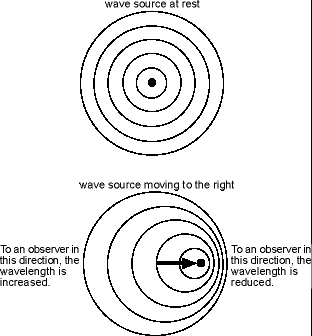 wave source at rest
wave source moving to the right
To an observer in
this direction, the
wavelength is
increased.
To an observer in
this direction, the
wavelength is
reduced.